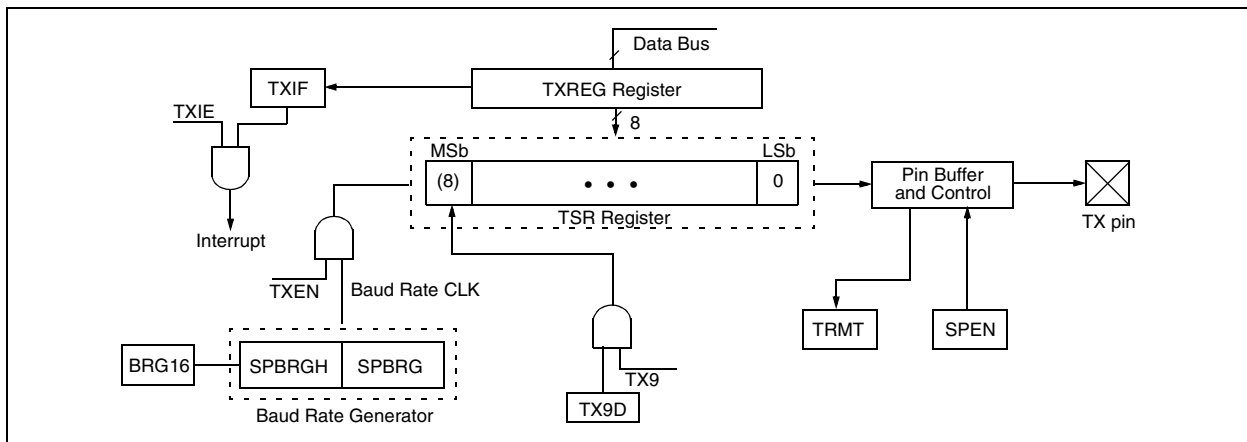 Data Bus
TXIF
TXREG Register
TXIE
8
MSb
LSb
(8)
• • •
0
Pin Buffer
and Control
TSR Register
TX pin
Interrupt
TXEN
Baud Rate CLK
TRMT
SPEN
BRG16
SPBRGH
SPBRG
TX9
TX9D
Baud Rate Generator